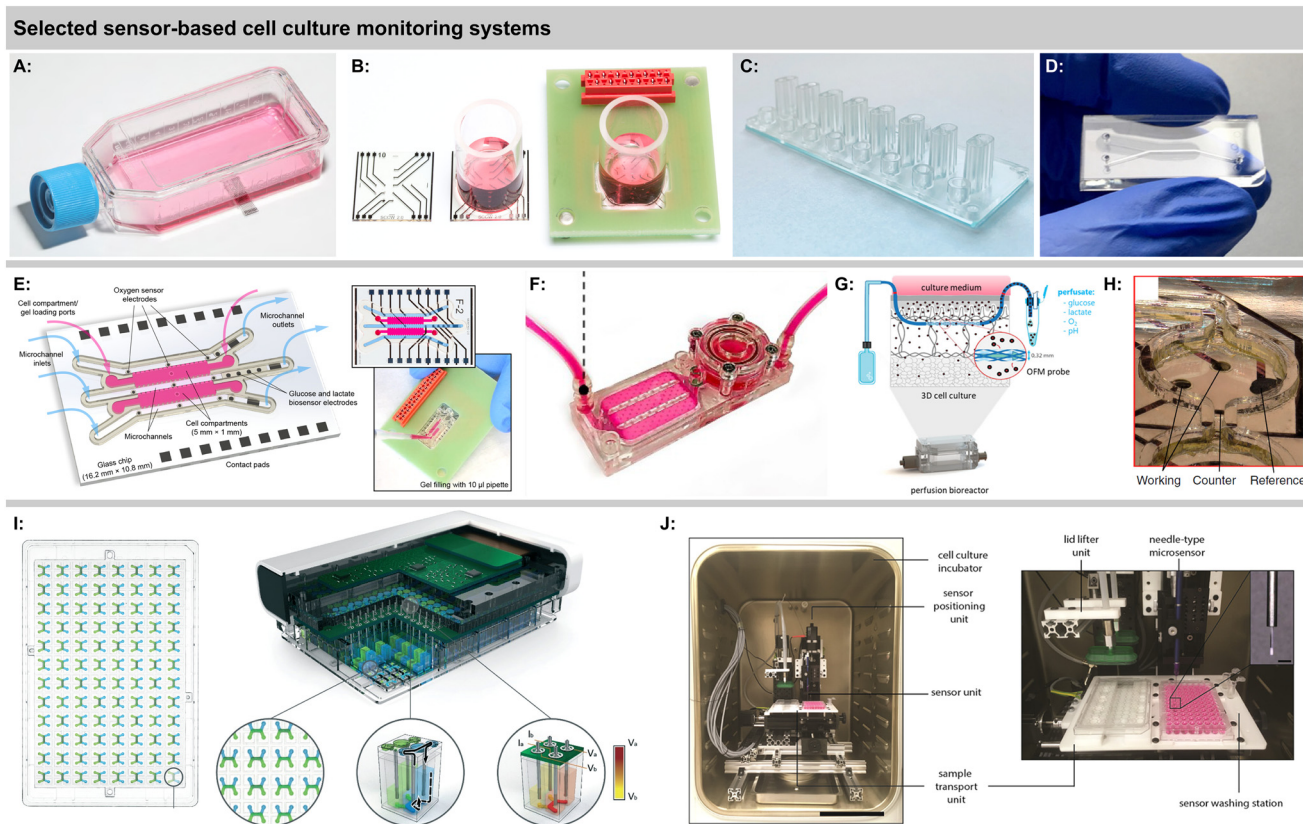 Selected sensor-based cell culture monitoring systems
A:
B:
10
C:
D:
E:
Cell compartment/
gel loading ports
Oxygen sensor
electrodes
Microchannel
outlets
Microchannel
inlets
Glucose and lactate
biosensor electrodes
Microchannels
Cell compartments
(5 mm × 1 mm)
Glass chip
(16.2 mm × 10.8 mm)
Contact pads
F-2
Gel filling with 10 µl pipette
F:
G:
culture medium
perfusate:
- glucose
- lactate
- O₂
- pH
0,32 mm
OFM probe
3D cell culture
perfusion bioreactor
H:
Working Counter Reference
I:
Iₐ
I_b
Vₐ
V_b
Vₐ
V_b
J:
cell culture
incubator
sensor
positioning
unit
sensor unit
sample
transport
unit
lid lifter
unit
needle-type
microsensor
sensor washing station